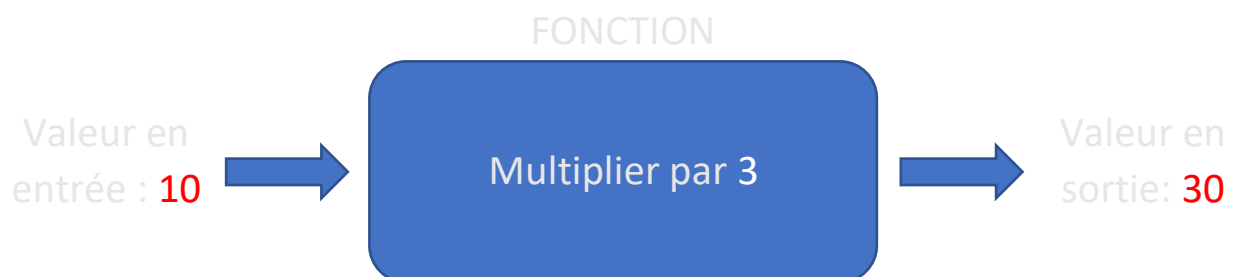 FONCTION
Valeur en
entrée : 10
Multiplier par 3
Valeur en
sortie: 30